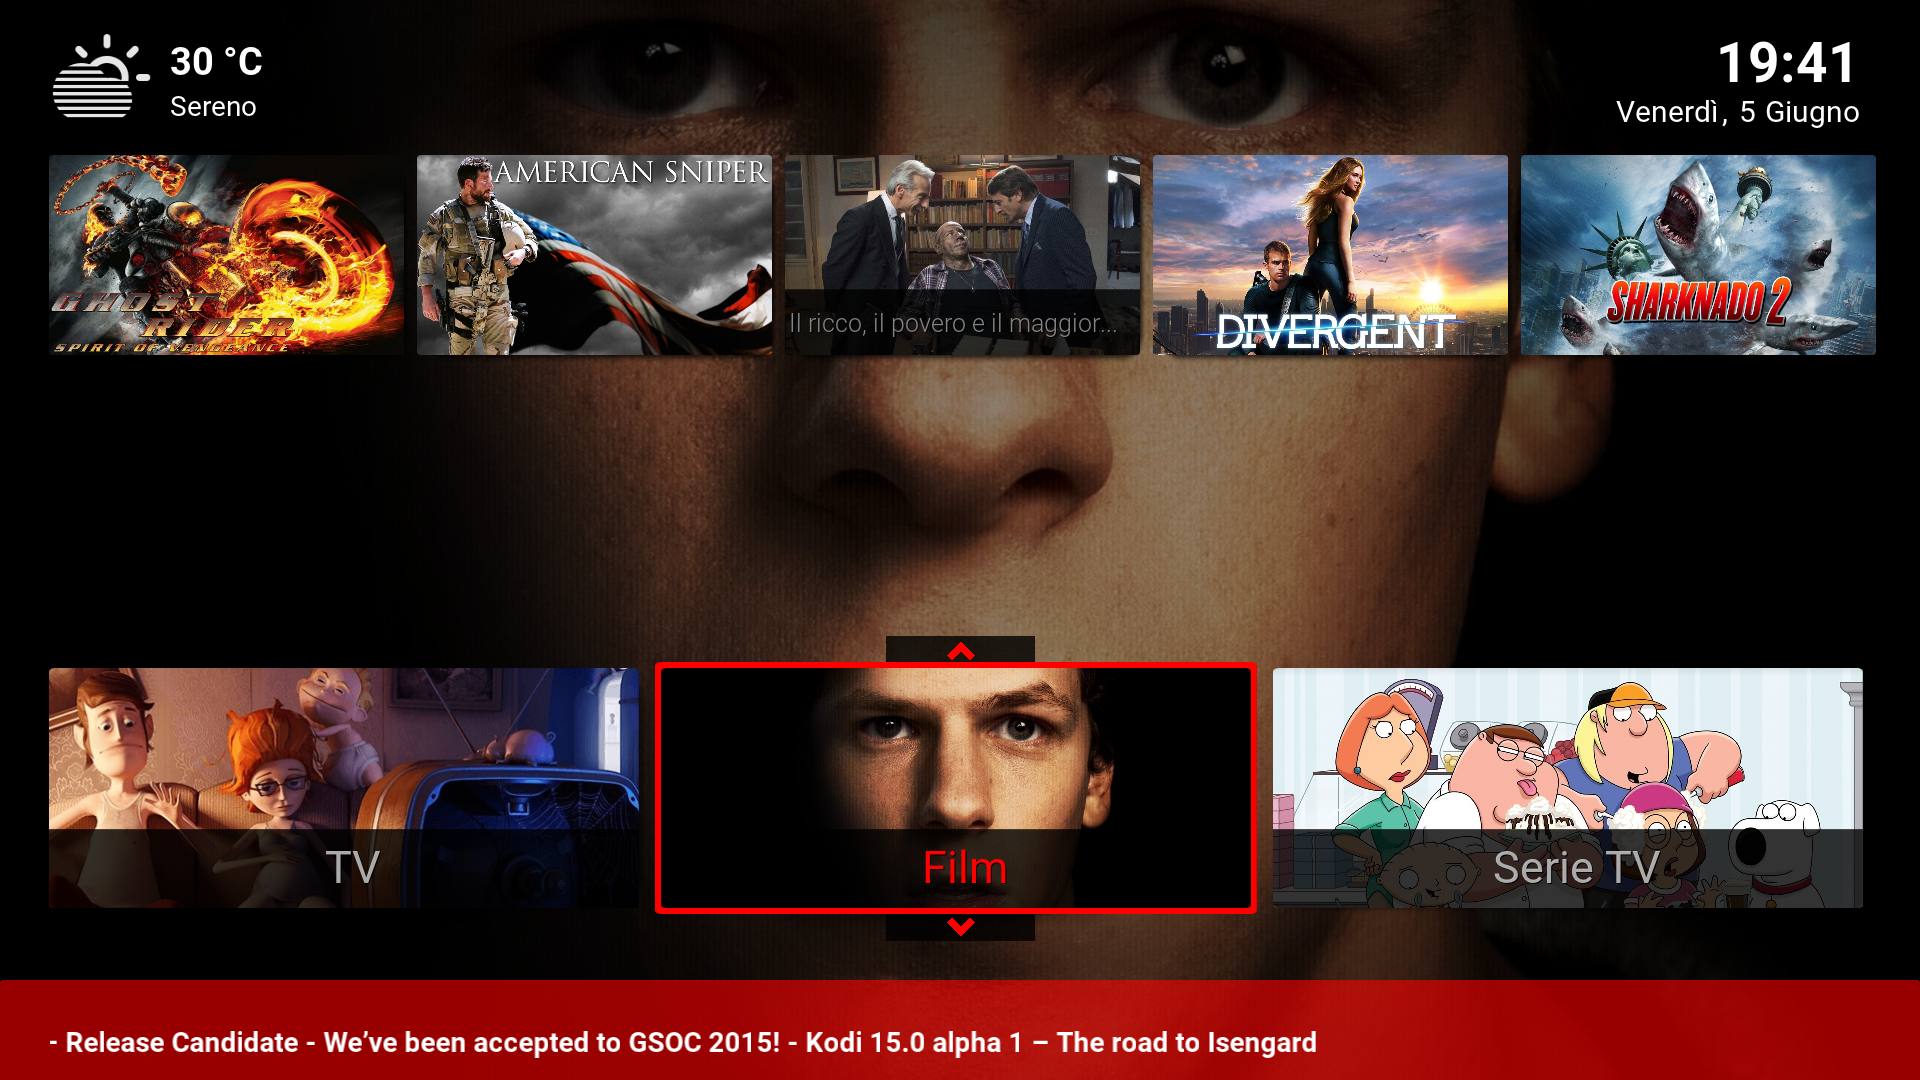 30 °C
Sereno
19:41
Venerdì, 5 Giugno
GHOST
RIDER
SPIRIT OF VENGEANCE
AMERICAN SNIPER
Il ricco, il povero e il maggior...
DIVERGENT
SHARKNADO 2
TV
Film
Serie TV
- Release Candidate - We’ve been accepted to GSOC 2015! - Kodi 15.0 alpha 1 – The road to Isengard